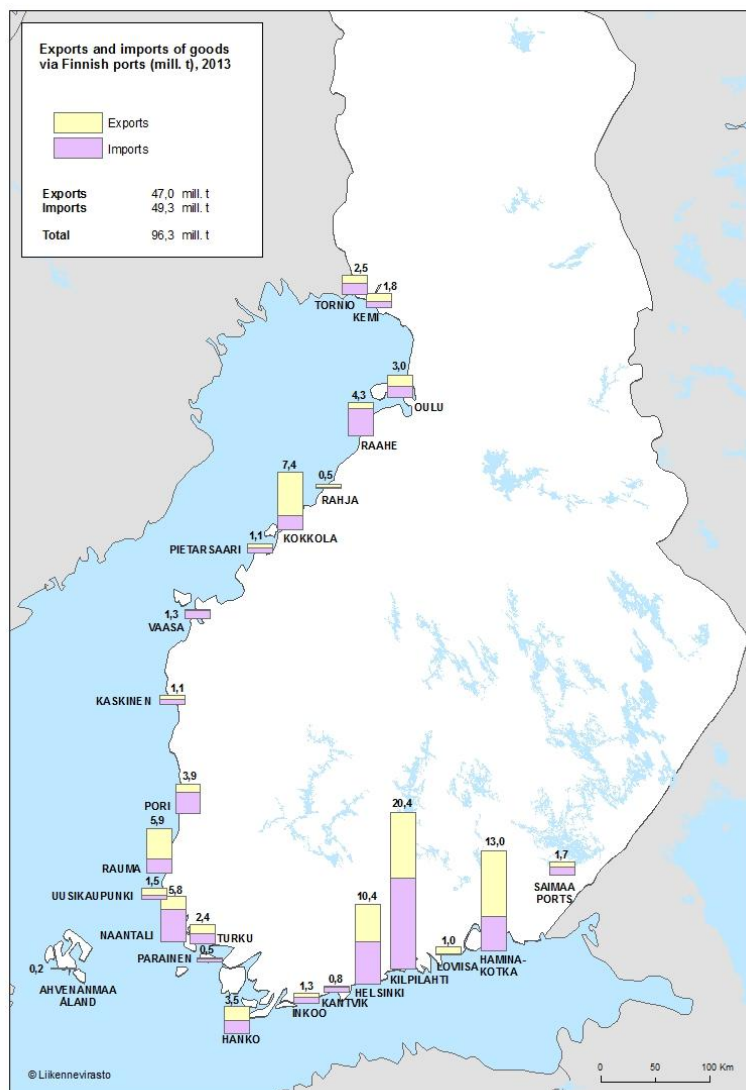 Exports and imports of goods
via Finnish ports (mill. t), 2013
Exports
Imports
Exports 47,0 mill. t
Imports 49,3 mill. t
Total 96,3 mill. t
2,5
TORNIO
1,8
KEMI
3,0
OULU
4,3
RAAHE
0,5
RAHJA
7,4
KOKKOLA
1,1
PIETARSAARI
1,3
VAASA
1,1
KASKINEN
3,9
PORI
5,9
RAUMA
1,5
UUSIKAUPUNKI
5,8
NAANTALI
2,4
TURKU
0,5
PARAINEN
0,2
AHVENANMAA
ÅLAND
3,5
HANKO
1,3
INKOO
0,8
KANTVIK
10,4
HELSINKI
20,4
KILPILAHTI
1,0
LOVIISA
13,0
HAMINA-
KOTKA
1,7
SAIMAA
PORTS
© Liikennevirasto
0 50 100 Km